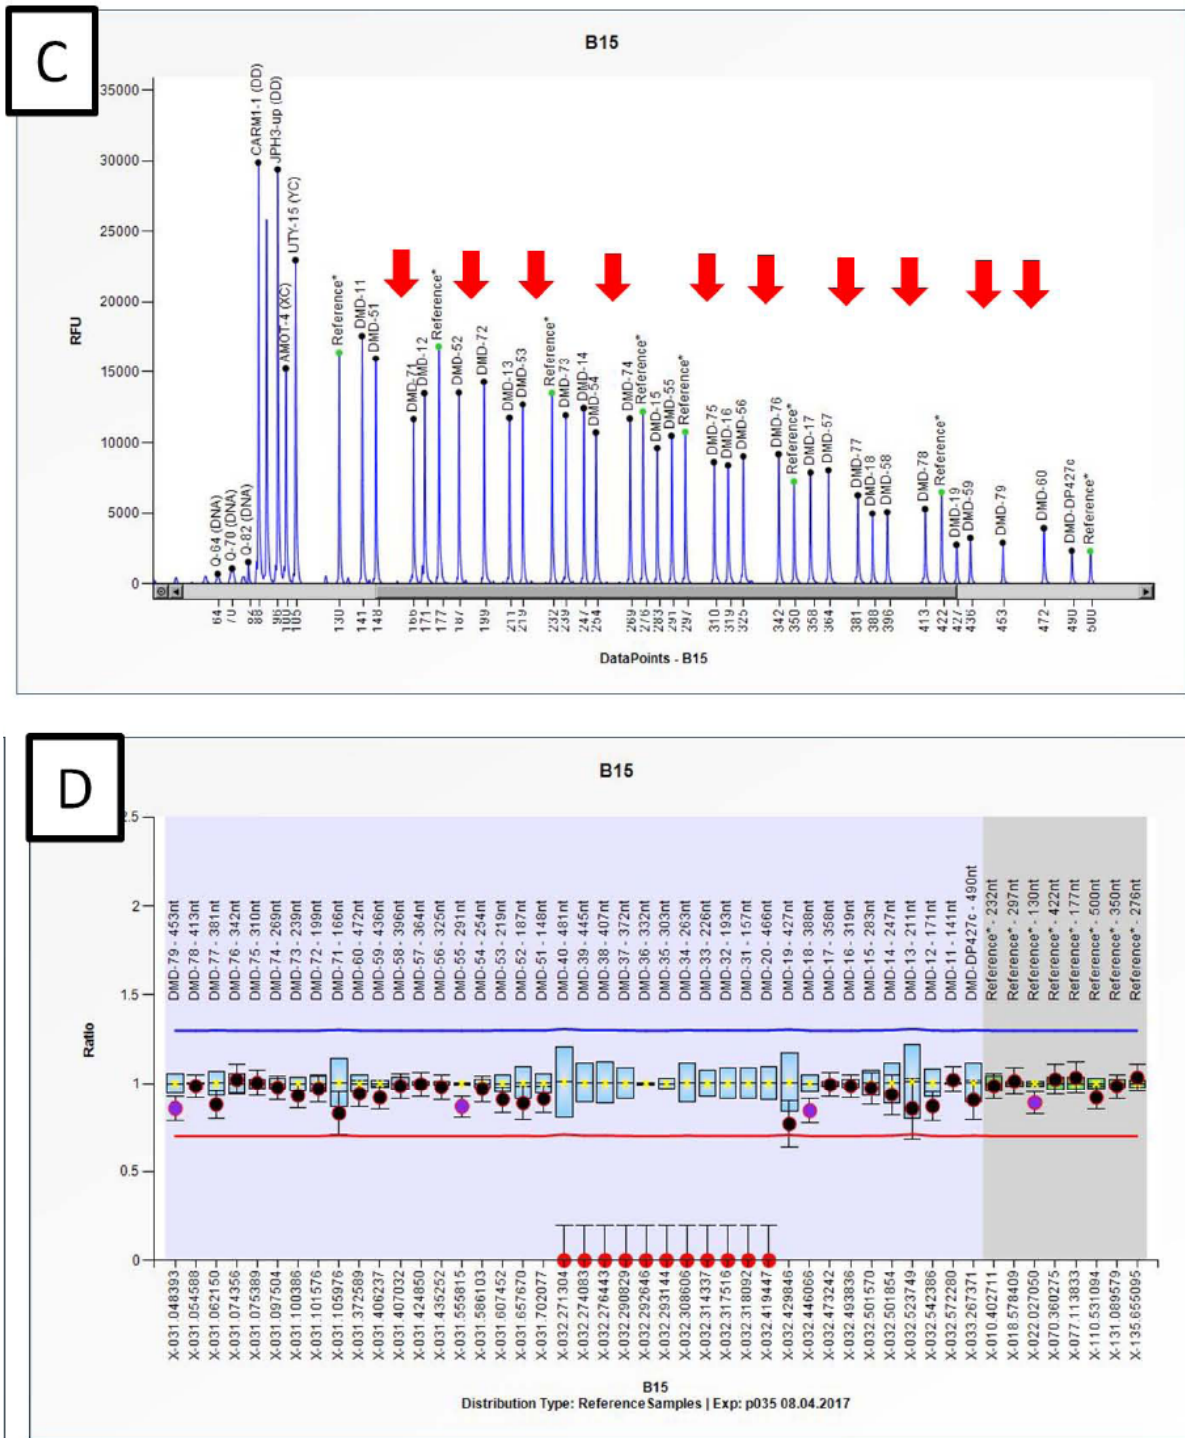 C
B15
35000
30000
25000
20000
15000
10000
5000
0
RFU
Q-64 (DNA)
Q-70 (DNA)
Q-82 (DNA)
CARM1-1 (DD)
JPH3-up (DD)
AMOT-4 (XC)
UTY-15 (YC)
Reference*
DMD-11
DMD-51
DMD-71
DMD-12
Reference*
DMD-52
DMD-72
DMD-13
DMD-53
Reference*
DMD-73
DMD-14
DMD-54
DMD-74
Reference*
DMD-15
DMD-55
Reference*
DMD-75
DMD-16
DMD-56
DMD-76
Reference*
DMD-17
DMD-57
DMD-77
DMD-18
DMD-58
DMD-78
Reference*
DMD-19
DMD-59
DMD-79
DMD-60
DMD-DP427c
Reference*
64
70
88
96
100
105
130
141
148
166
171
177
187
199
211
219
232
239
247
254
269
276
283
291
297
310
319
325
342
350
358
364
381
388
396
413
422
427
436
453
472
490
500
DataPoints - B15
D
B15
2.5
2
1.5
1
0.5
0
Ratio
DMD-79 - 453nt
DMD-78 - 413nt
DMD-77 - 381nt
DMD-76 - 342nt
DMD-75 - 310nt
DMD-74 - 269nt
DMD-73 - 239nt
DMD-72 - 199nt
DMD-71 - 166nt
DMD-60 - 472nt
DMD-59 - 436nt
DMD-58 - 396nt
DMD-57 - 364nt
DMD-56 - 325nt
DMD-55 - 291nt
DMD-54 - 254nt
DMD-53 - 219nt
DMD-52 - 187nt
DMD-51 - 148nt
DMD-40 - 481nt
DMD-39 - 445nt
DMD-38 - 407nt
DMD-37 - 372nt
DMD-36 - 332nt
DMD-35 - 303nt
DMD-34 - 263nt
DMD-33 - 226nt
DMD-32 - 193nt
DMD-31 - 157nt
DMD-20 - 466nt
DMD-19 - 427nt
DMD-18 - 388nt
DMD-17 - 358nt
DMD-16 - 319nt
DMD-15 - 283nt
DMD-14 - 247nt
DMD-13 - 211nt
DMD-12 - 171nt
DMD-11 - 141nt
DMD-DP427c - 490nt
Reference* - 232nt
Reference* - 297nt
Reference* - 130nt
Reference* - 422nt
Reference* - 177nt
Reference* - 500nt
Reference* - 350nt
Reference* - 276nt
X-031.048393
X-031.054588
X-031.062150
X-031.074356
X-031.075389
X-031.097504
X-031.100386
X-031.101576
X-031.105976
X-031.372589
X-031.406237
X-031.407032
X-031.424850
X-031.435252
X-031.555815
X-031.586103
X-031.607452
X-031.657670
X-031.702077
X-032.271304
X-032.274083
X-032.276443
X-032.290829
X-032.292646
X-032.293144
X-032.308606
X-032.314337
X-032.317516
X-032.318092
X-032.419447
X-032.429846
X-032.446066
X-032.473242
X-032.493836
X-032.501570
X-032.501854
X-032.523749
X-032.542386
X-032.572280
X-033.267371
X-010.402711
X-018.578409
X-022.027050
X-070.360275
X-077.113833
X-110.531094
X-131.089579
X-135.655095
B15
Distribution Type: ReferenceSamples | Exp: p035 08.04.2017